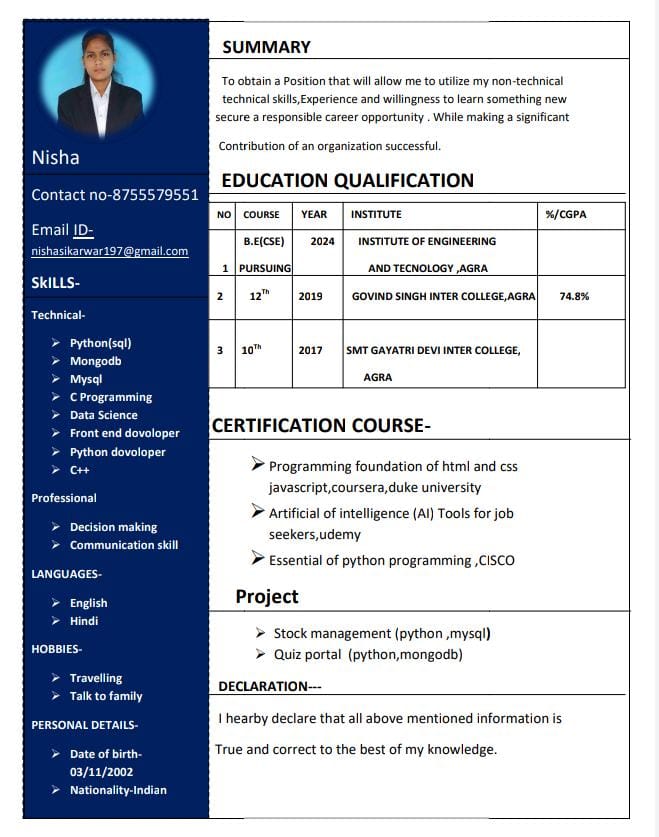 Nisha
Contact no-8755579551
Email ID-
nishasikarwar197@gmail.com
SkILLS-
Technical-
Python(sql)
Mongodb
Mysql
C Programming
Data Science
Front end dovoloper
Python dovoloper
C++
Professional
Decision making
Communication skill
LANGUAGES-
English
Hindi
HOBBIES-
Travelling
Talk to family
PERSONAL DETAILS-
Date of birth-
03/11/2002
Nationality-Indian
SUMMARY
To obtain a Position that will allow me to utilize my non-technical
technical skills,Experience and willingness to learn something new
secure a responsible career opportunity . While making a significant
Contribution of an organization successful.
EDUCATION QUALIFICATION
NO COURSE YEAR INSTITUTE %/CGPA
B.E(CSE) 2024 INSTITUTE OF ENGINEERING
1 PURSUING AND TECNOLOGY ,AGRA
2 12Th 2019 GOVIND SINGH INTER COLLEGE,AGRA 74.8%
3 10Th 2017 SMT GAYATRI DEVI INTER COLLEGE,
AGRA
CERTIFICATION COURSE-
Programming foundation of html and css
javascript,coursera,duke university
Artificial of intelligence (AI) Tools for job
seekers,udemy
Essential of python programming ,CISCO
Project
Stock management (python ,mysql)
Quiz portal (python,mongodb)
DECLARATION---
I hearby declare that all above mentioned information is
True and correct to the best of my knowledge.